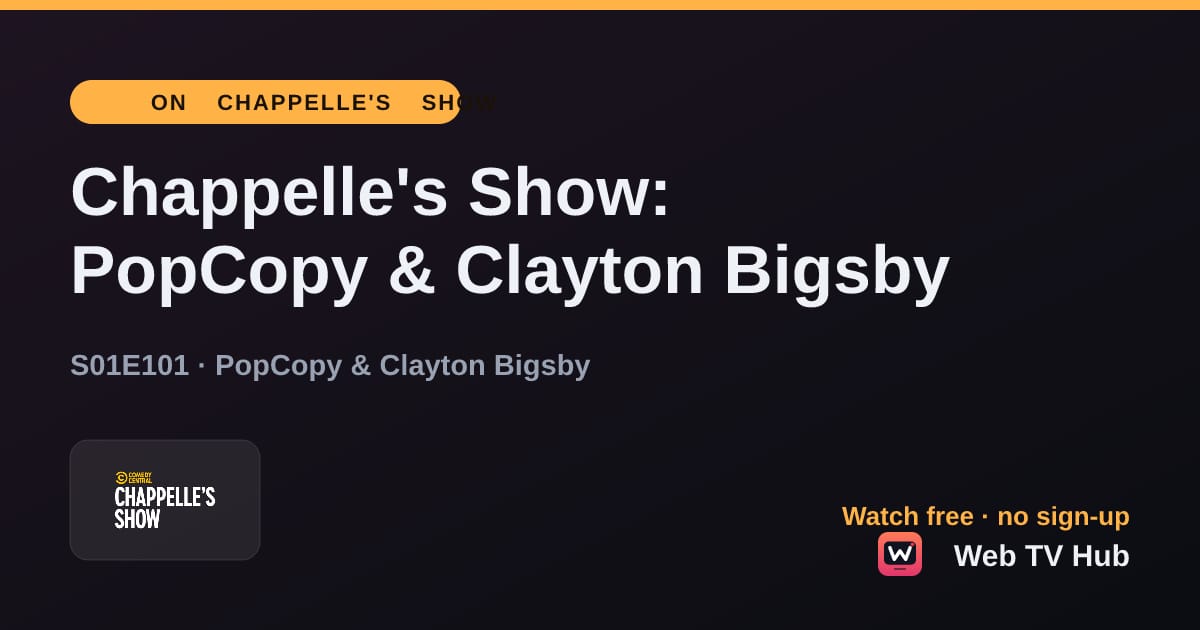 ON CHAPPELLE'S SHOW
Chappelle's Show:
PopCopy & Clayton Bigsby
S01E101 · PopCopy & Clayton Bigsby
COMEDY
CENTRAL
CHAPPELLE'S
SHOW
Watch free · no sign-up
Web TV Hub